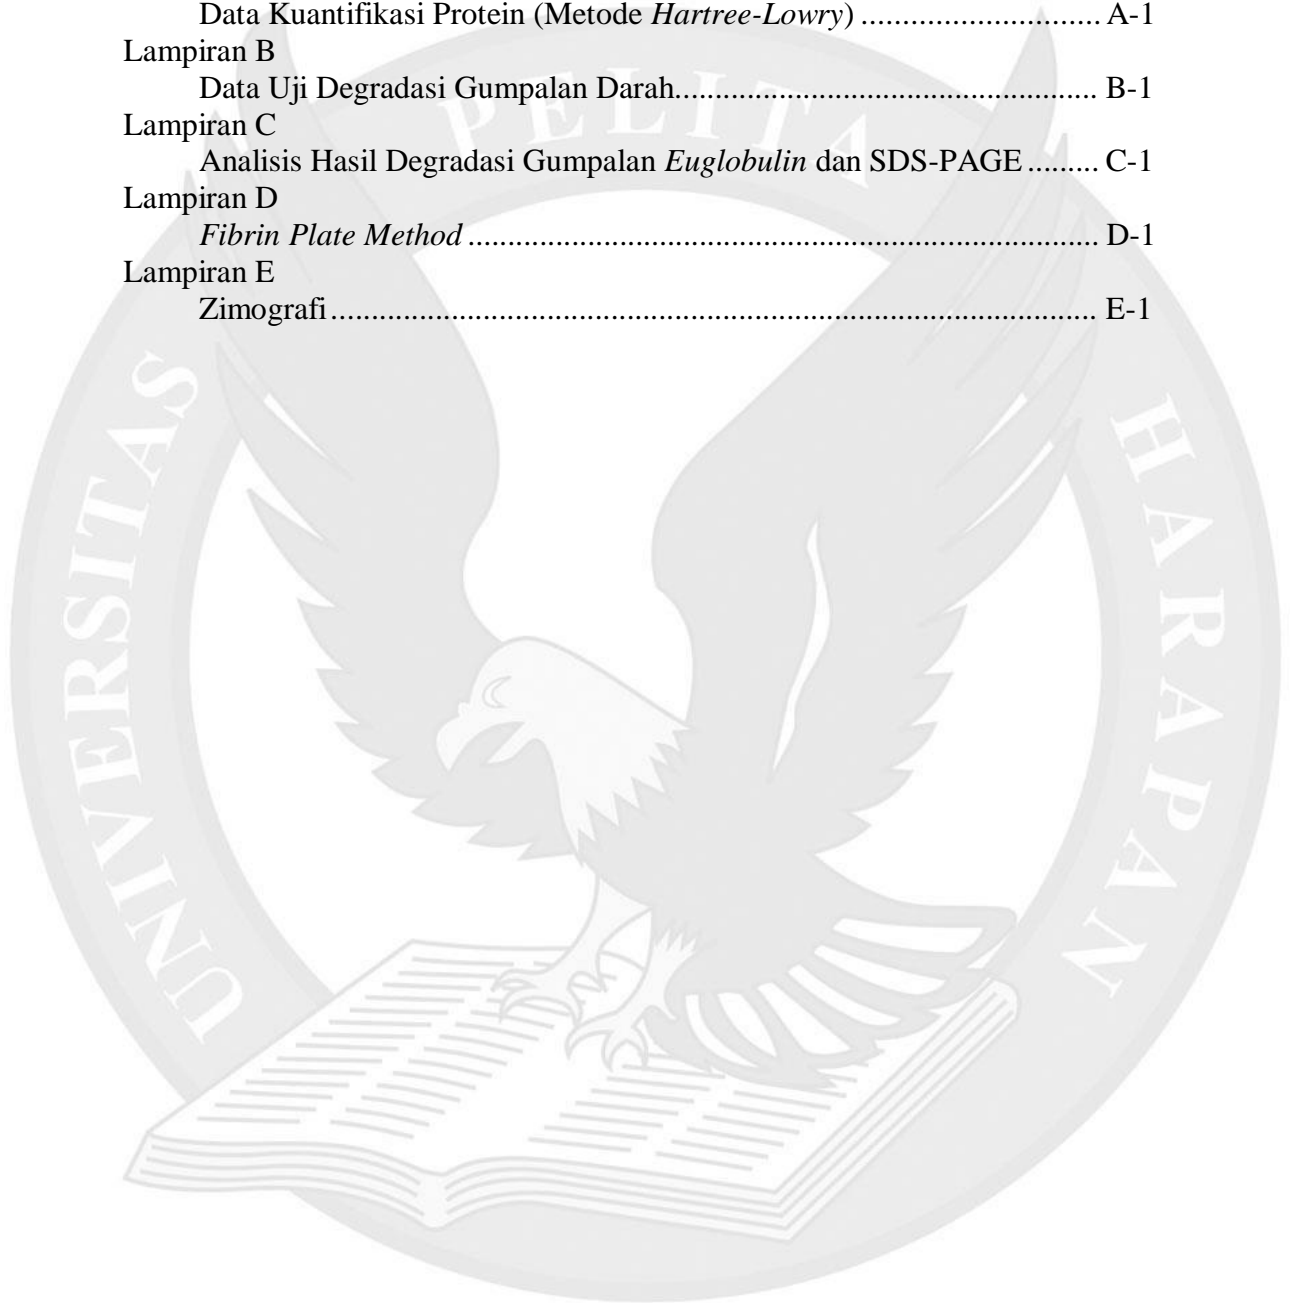 Data Kuantifikasi Protein (Metode Hartree-Lowry) .............................. A-1
Lampiran B
Data Uji Degradasi Gumpalan Darah.................................................... B-1
Lampiran C
Analisis Hasil Degradasi Gumpalan Euglobulin dan SDS-PAGE ......... C-1
Lampiran D
Fibrin Plate Method .............................................................................. D-1
Lampiran E
Zimografi ............................................................................................... E-1
UNIVERSITAS PELITA HARAPAN